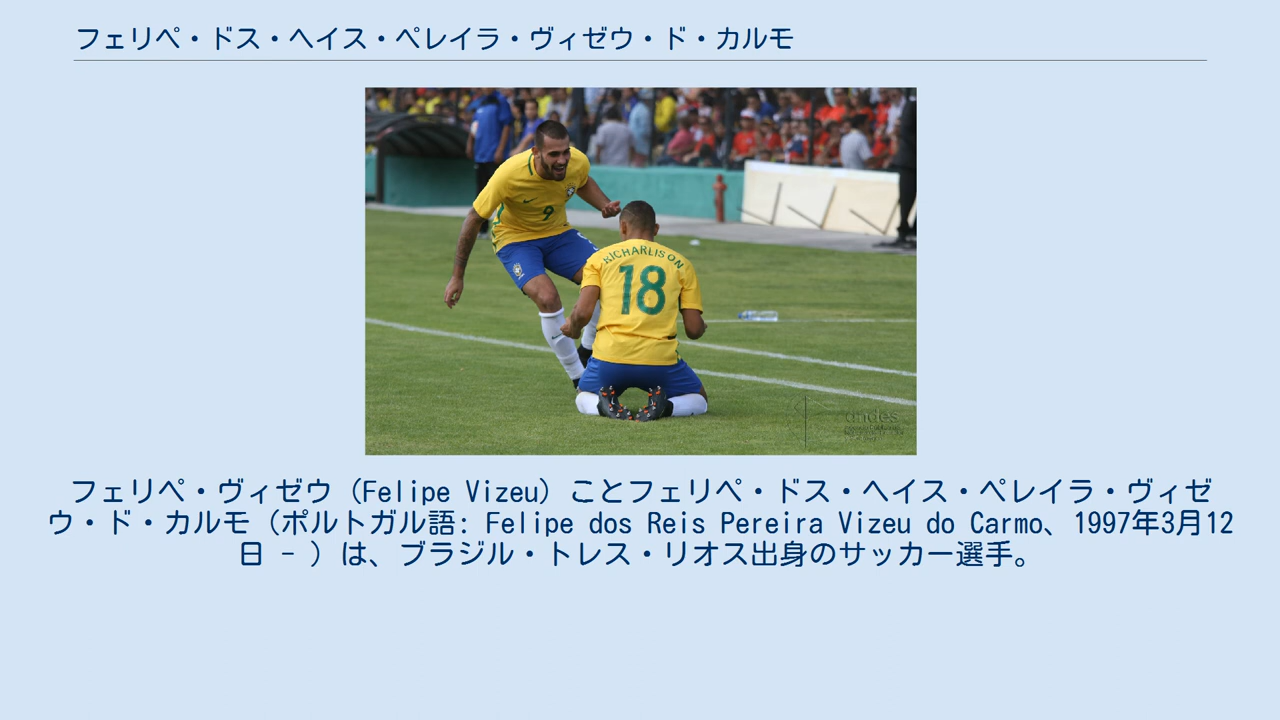 フェリペ・ドス・ヘイス・ペレイラ・ヴィゼウ・ド・カルモ
9
RICHARLISON
18
andes
フェリペ・ヴィゼウ（Felipe Vizeu）ことフェリペ・ドス・ヘイス・ペレイラ・ヴィゼ
ウ・ド・カルモ（ポルトガル語: Felipe dos Reis Pereira Vizeu do Carmo、1997年3月12
日 - ）は、ブラジル・トレス・リオス出身のサッカー選手。